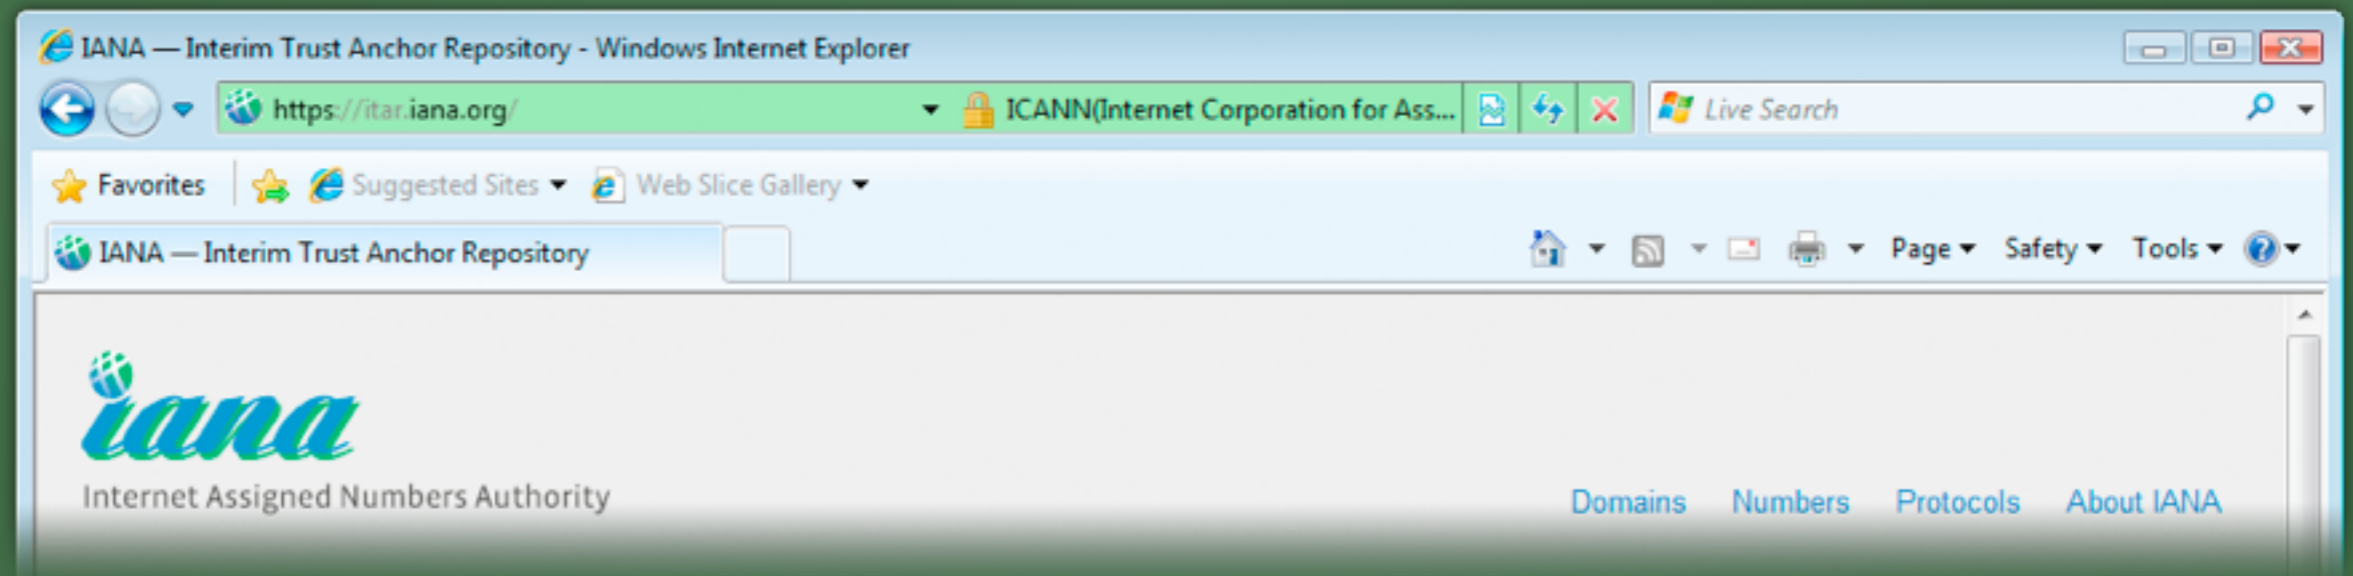 IANA — Interim Trust Anchor Repository - Windows Internet Explorer
https://itar.iana.org/ ICANN(Internet Corporation for Ass... Live Search
Favorites Suggested Sites Web Slice Gallery
IANA — Interim Trust Anchor Repository Page Safety Tools
iana
Internet Assigned Numbers Authority
Domains Numbers Protocols About IANA